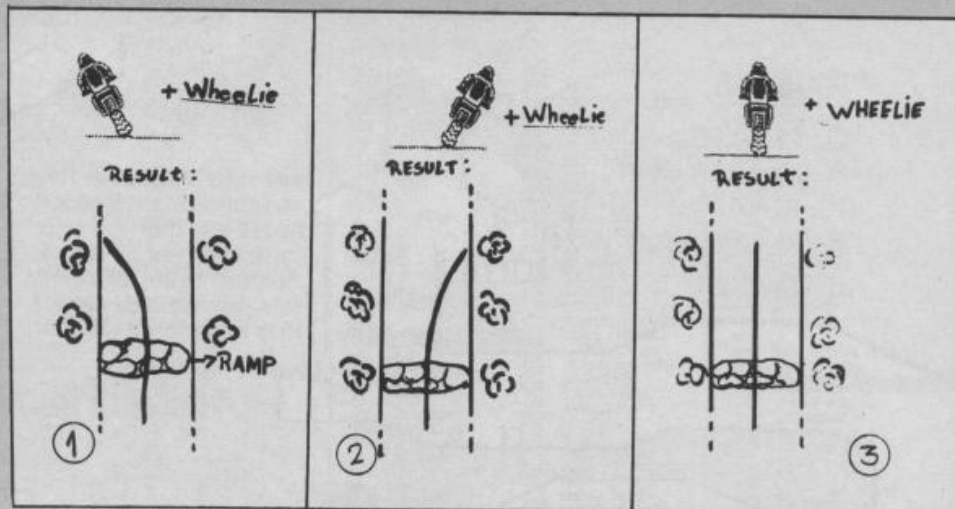 + Wheelie
RESULT:
→ RAMP
1
+ Wheelie
RESULT:
2
+ WHEELIE
RESULT:
3